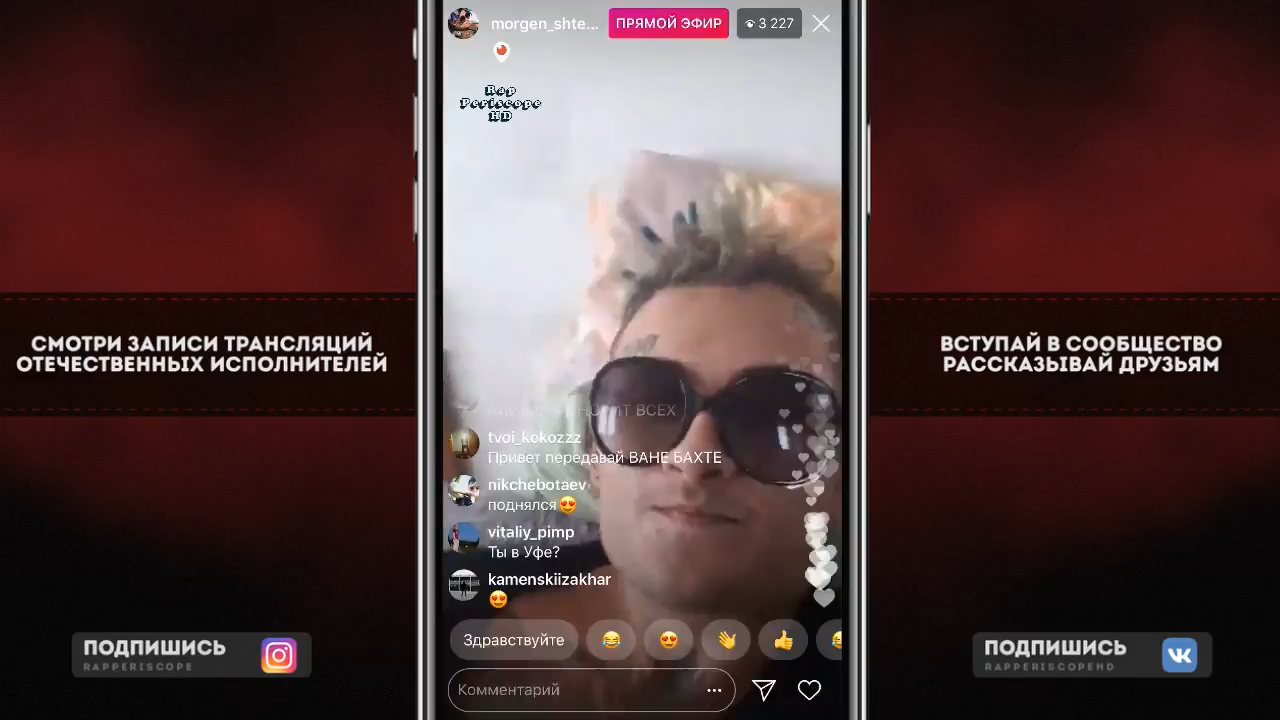 morgen_shte...
ПРЯМОЙ ЭФИР
3 227
Rap
Periscope
HD
СМОТРИ ЗАПИСИ ТРАНСЛЯЦИЙ
ОТЕЧЕСТВЕННЫХ ИСПОЛНИТЕЛЕЙ
ВСТУПАЙ В СООБЩЕСТВО
РАССКАЗЫВАЙ ДРУЗЬЯМ
ВСЕХ
tvoi_kokozzz
Привет передавай ВАНЕ БАХТЕ
nikchebotaev
поднялся😍
vitaliy_pimp
Ты в Уфе?
kamenskiizakhar
😍
Здравствуйте
Комментарий
ПОДПИШИСЬ
RAPPERISCOPE
ПОДПИШИСЬ
RAPPERISCOPEHD